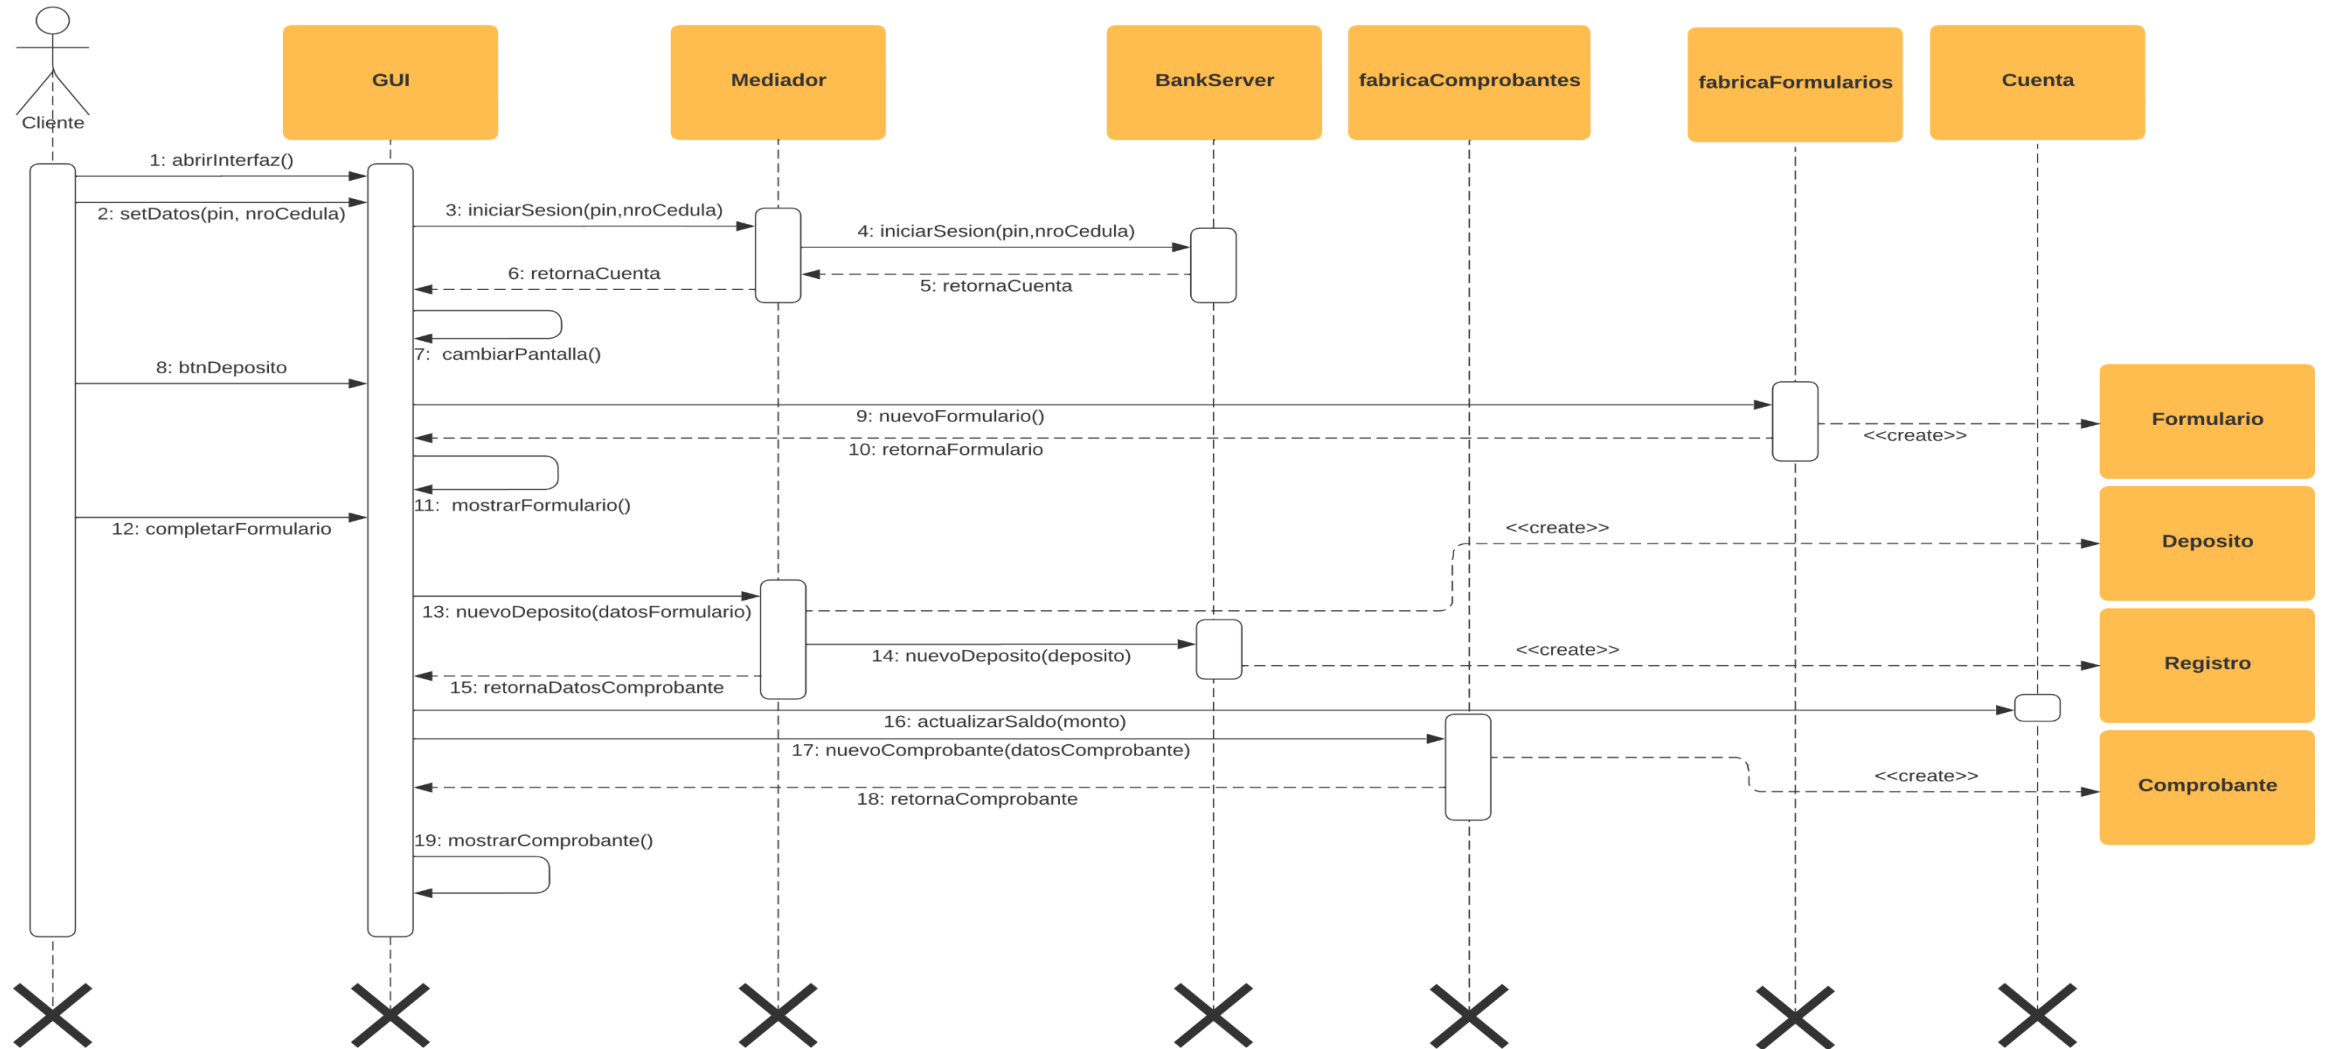 GUI
Mediador
BankServer
fabricaComprobantes
fabricaFormularios
Cuenta
Cliente
1: abrirInterfaz()
2: setDatos(pin, nroCedula)
3: iniciarSesion(pin,nroCedula)
4: iniciarSesion(pin,nroCedula)
6: retornaCuenta
5: retornaCuenta
7:  cambiarPantalla()
8: btnDeposito
9: nuevoFormulario()
<<create>>
Formulario
10: retornaFormulario
11:  mostrarFormulario()
12: completarFormulario
<<create>>
Deposito
13: nuevoDeposito(datosFormulario)
14: nuevoDeposito(deposito)
<<create>>
Registro
15: retornaDatosComprobante
16: actualizarSaldo(monto)
17: nuevoComprobante(datosComprobante)
<<create>>
Comprobante
18: retornaComprobante
19: mostrarComprobante()